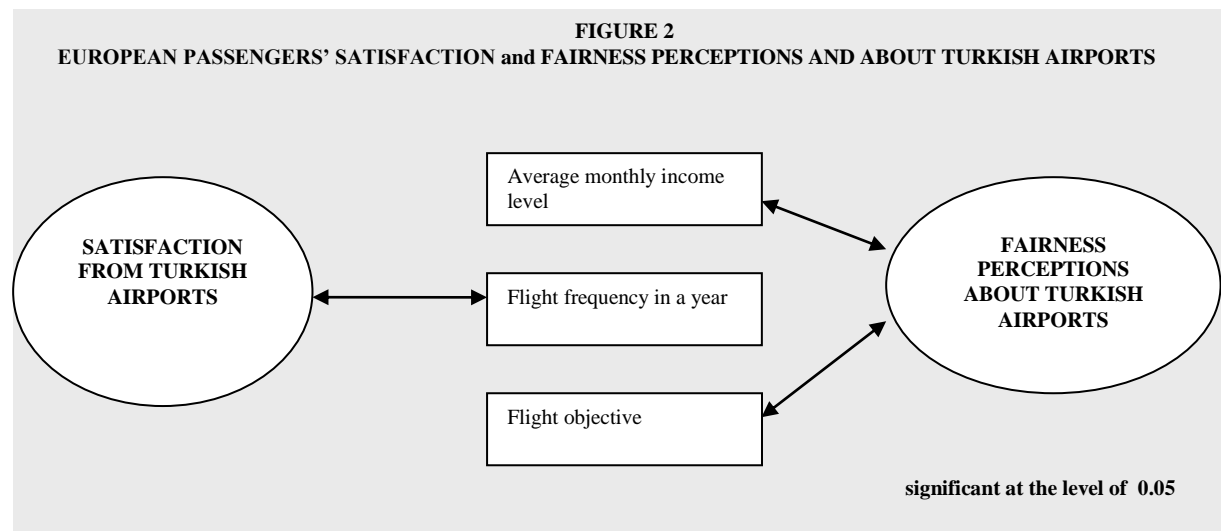 FIGURE 2
EUROPEAN PASSENGERS’ SATISFACTION and FAIRNESS PERCEPTIONS AND ABOUT TURKISH AIRPORTS
Average monthly income
level
SATISFACTION
FROM TURKISH
AIRPORTS
Flight frequency in a year
FAIRNESS
PERCEPTIONS
ABOUT TURKISH
AIRPORTS
Flight objective
significant at the level of 0.05